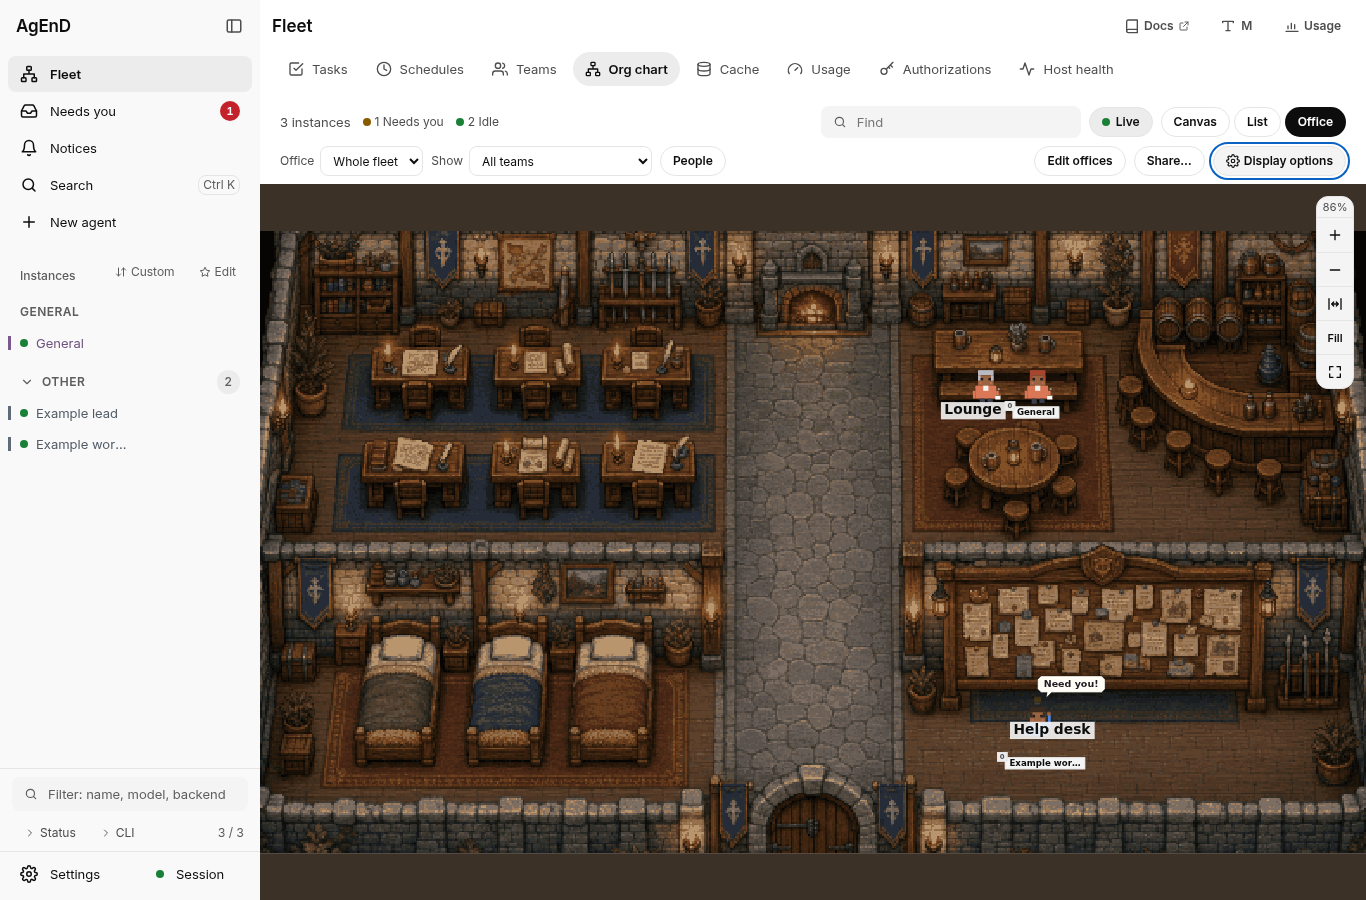 AgEnD
Fleet
Needs you
1
Notices
Search
Ctrl K
New agent
Instances
Custom
Edit
GENERAL
General
OTHER
2
Example lead
Example wor...
Filter: name, model, backend
Status
CLI
3 / 3
Settings
Session
Fleet
Docs
M
Usage
Tasks
Schedules
Teams
Org chart
Cache
Usage
Authorizations
Host health
3 instances
1 Needs you
2 Idle
Find
Live
Canvas
List
Office
Office
Whole fleet
Show
All teams
People
Edit offices
Share...
Display options
86%
Fill
Lounge
0
General
Need you!
Help desk
0
Example wor...